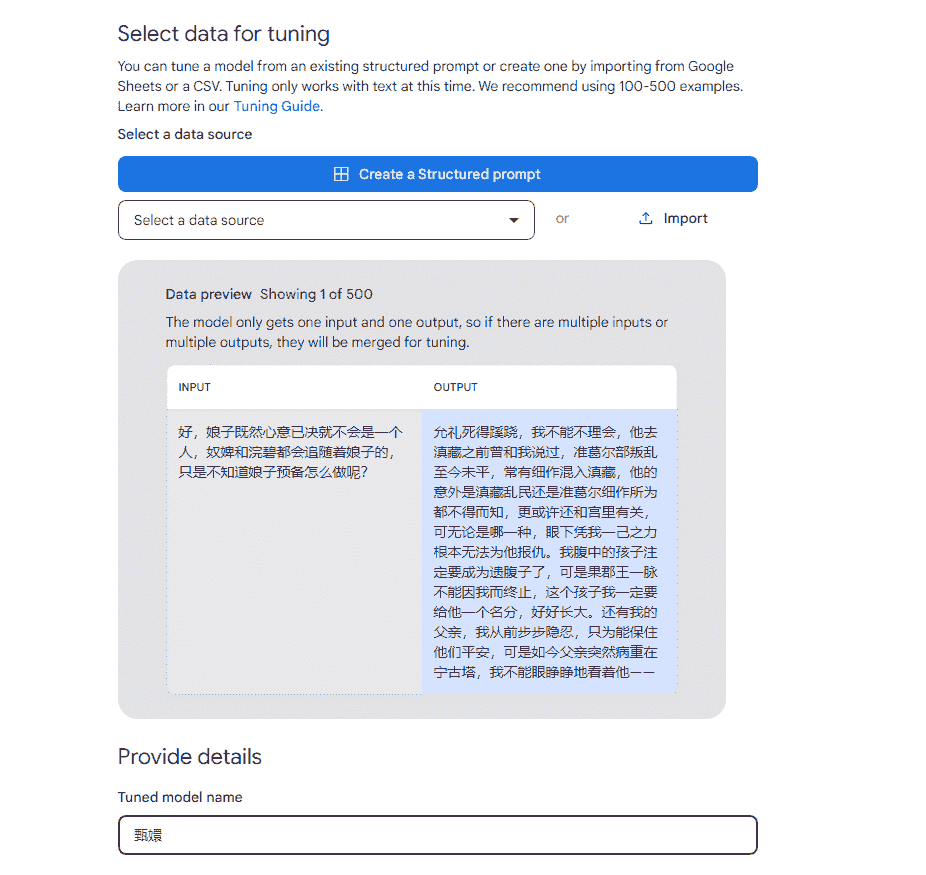 Select data for tuning
You can tune a model from an existing structured prompt or create one by importing from Google
Sheets or a CSV. Tuning only works with text at this time. We recommend using 100-500 examples.
Learn more in our Tuning Guide.
Select a data source
Create a Structured prompt
Select a data source
or
Import
Data preview Showing 1 of 500
The model only gets one input and one output, so if there are multiple inputs or
multiple outputs, they will be merged for tuning.
INPUT
OUTPUT
好，娘子既然心意已决就不会是一个
人，奴婢和浣碧都会追随着娘子的，
只是不知道娘子预备怎么做呢？
允礼死得蹊跷，我不能不理会，他去
滇藏之前曾和我说过，准葛尔部叛乱
至今未平，常有细作混入滇藏，他的
意外是滇藏乱民还是准葛尔细作所为
都不得而知，更或许还和宫里有关，
可无论是哪一种，眼下凭我一己之力
根本无法为他报仇。我腹中的孩子注
定要成为遗腹子了，可是果郡王一脉
不能因我而终止，这个孩子我一定要
给他一个名分，好好长大。还有我的
父亲，我从前步步隐忍，只为能保住
他们平安，可是如今父亲突然病重在
宁古塔，我不能眼睁睁地看着他——
Provide details
Tuned model name
甄嬛